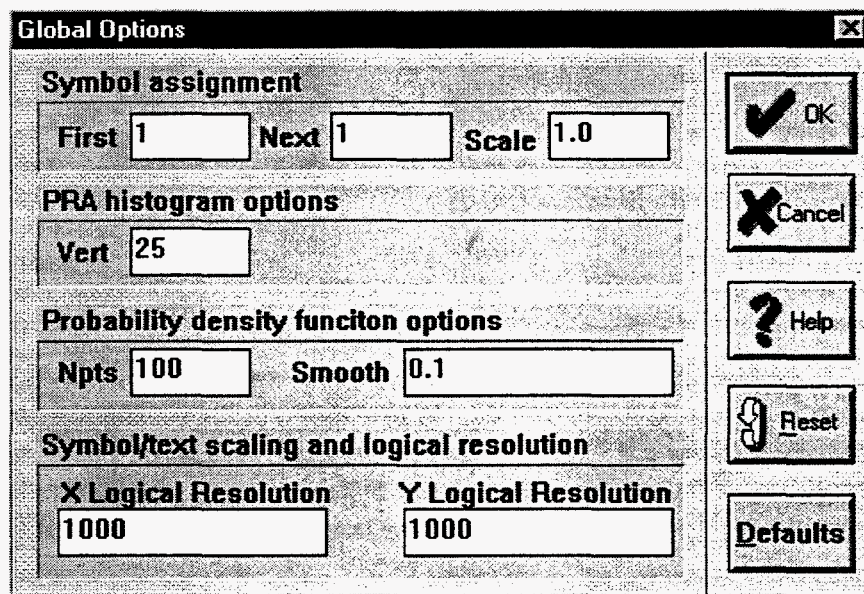 Global Options
Symbol assignment
First 1 Next 1 Scale 1.0
PRA histogram options
Vert 25
Probability density funciton options
Npts 100 Smooth 0.1
Symbol/text scaling and logical resolution
X Logical Resolution Y Logical Resolution
1000 1000
OK
Cancel
Help
Reset
Defaults